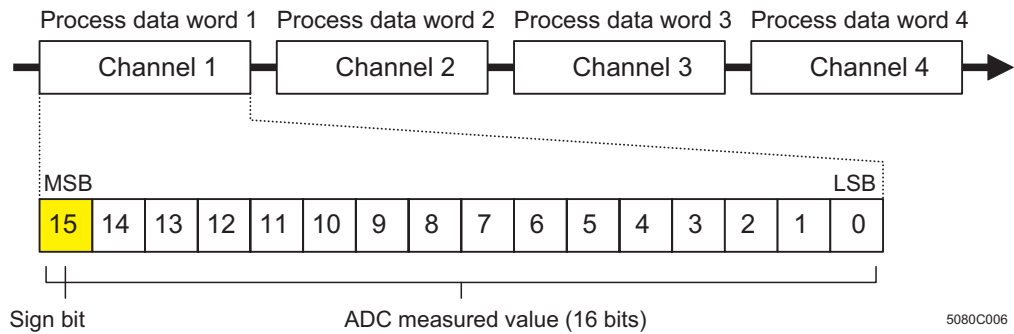 Process data word 1 Process data word 2 Process data word 3 Process data word 4
Channel 1 Channel 2 Channel 3 Channel 4
MSB LSB
15 14 13 12 11 10 9 8 7 6 5 4 3 2 1 0
Sign bit ADC measured value (16 bits) 5080C006